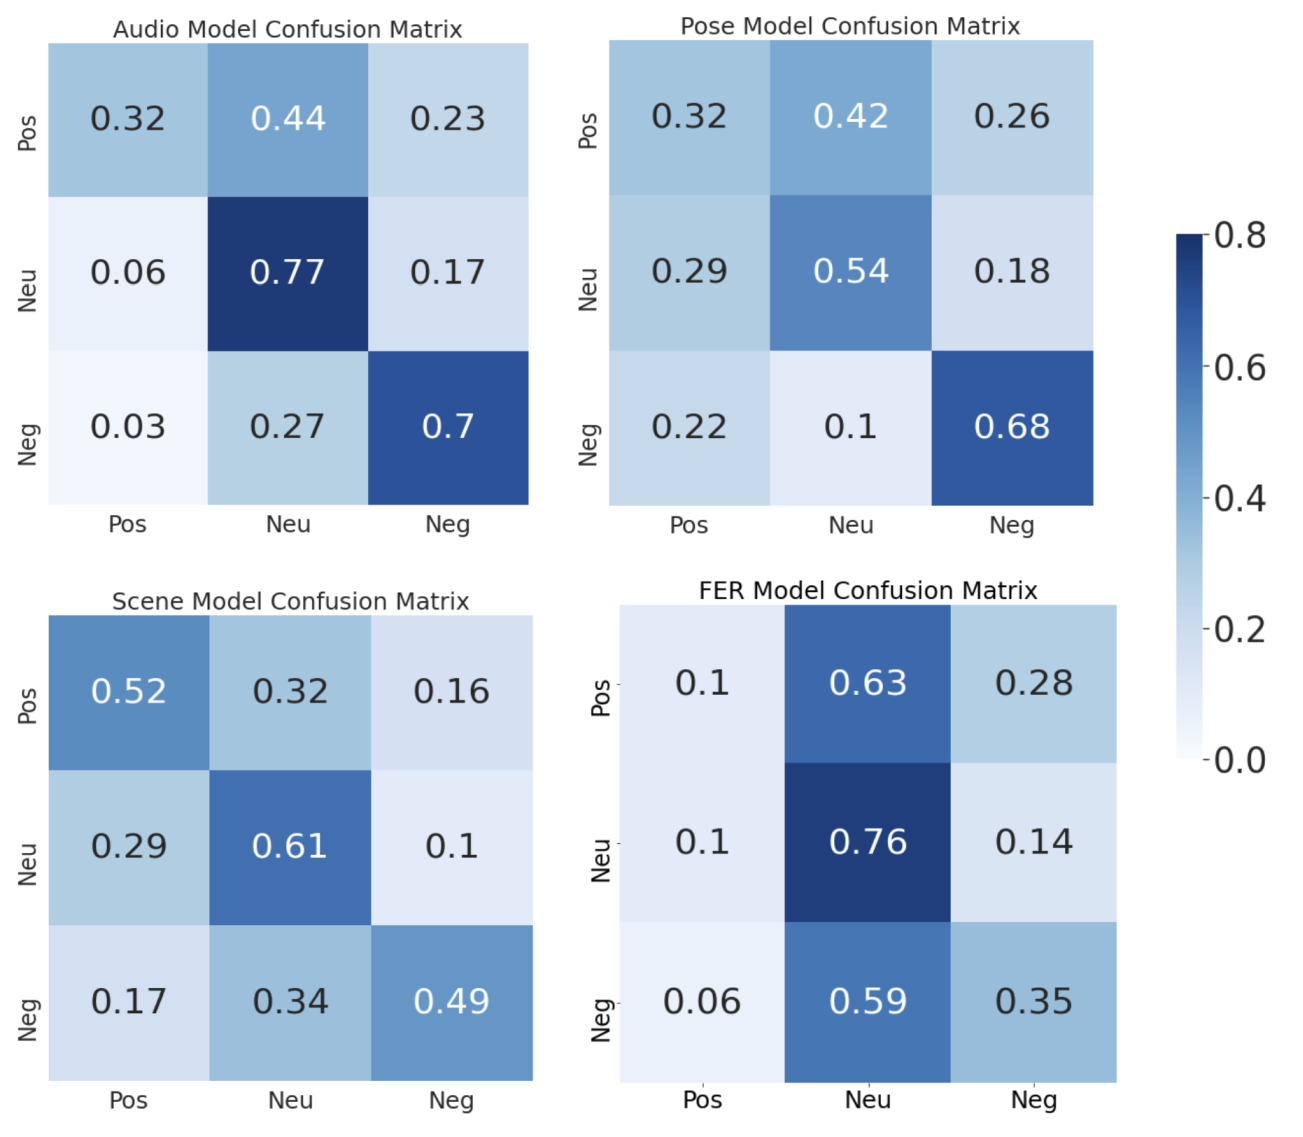 Audio Model Confusion Matrix
Pos 0.32 0.44 0.23
Neu 0.06 0.77 0.17
Neg 0.03 0.27 0.7
Pos Neu Neg
Pose Model Confusion Matrix
Pos 0.32 0.42 0.26
Neu 0.29 0.54 0.18
Neg 0.22 0.1 0.68
Pos Neu Neg
Scene Model Confusion Matrix
Pos 0.52 0.32 0.16
Neu 0.29 0.61 0.1
Neg 0.17 0.34 0.49
Pos Neu Neg
FER Model Confusion Matrix
Pos 0.1 0.63 0.28
Neu 0.1 0.76 0.14
Neg 0.06 0.59 0.35
Pos Neu Neg
0.8
0.6
0.4
0.2
0.0